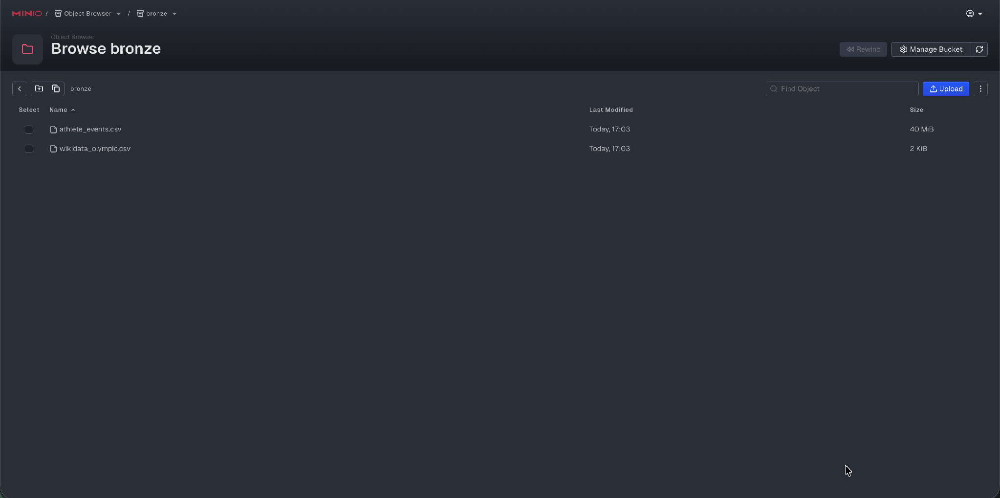 MINIO / Object Browser / bronze
Object Browser
Browse bronze
Rewind Manage Bucket
bronze
Find Object
Upload
Select Name Last Modified Size
athlete_events.csv Today, 17:03 40 MiB
wikidata_olympic.csv Today, 17:03 2 KiB